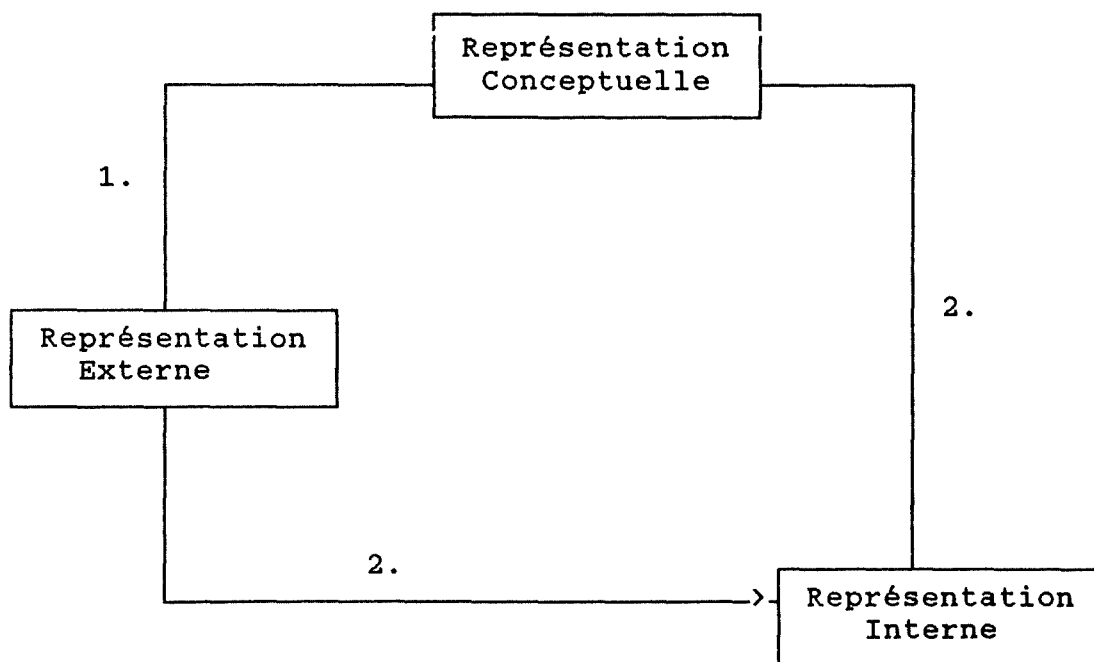 Représentation
Conceptuelle
1.
Représentation
Externe
2.
2.
Représentation
Interne